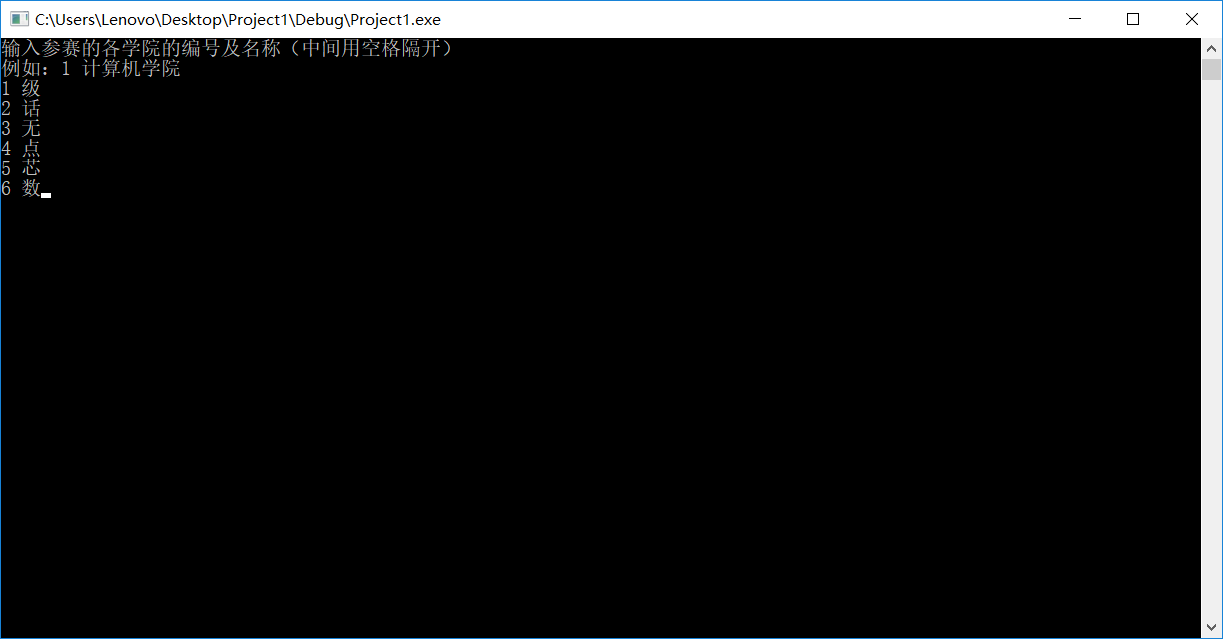 C:\Users\Lenovo\Desktop\Project1\Debug\Project1.exe
输入参赛的各学院的编号及名称（中间用空格隔开）
例如：1 计算机学院
1 级
2 话
3 无
4 点
5 芯
6 数